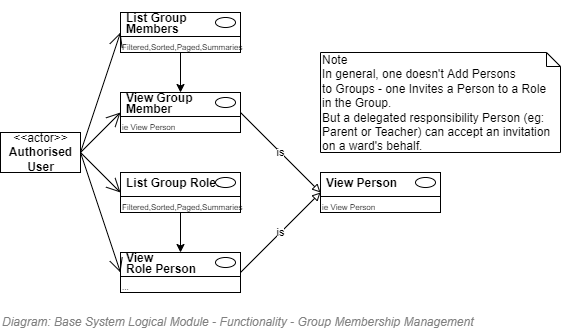 List Group
Members
Filtered,Sorted,Paged,Summaries
View Group
Member
ie View Person
<<actor>>
Authorised
User
List Group Role
Filtered,Sorted,Paged,Summaries
View
Role Person
...
is
is
View Person
ie View Person
Note
In general, one doesn't Add Persons
to Groups - one Invites a Person to a Role
in the Group.
But a delegated responsibility Person (eg:
Parent or Teacher) can accept an invitation
on a ward's behalf.
Diagram: Base System Logical Module - Functionality - Group Membership Management